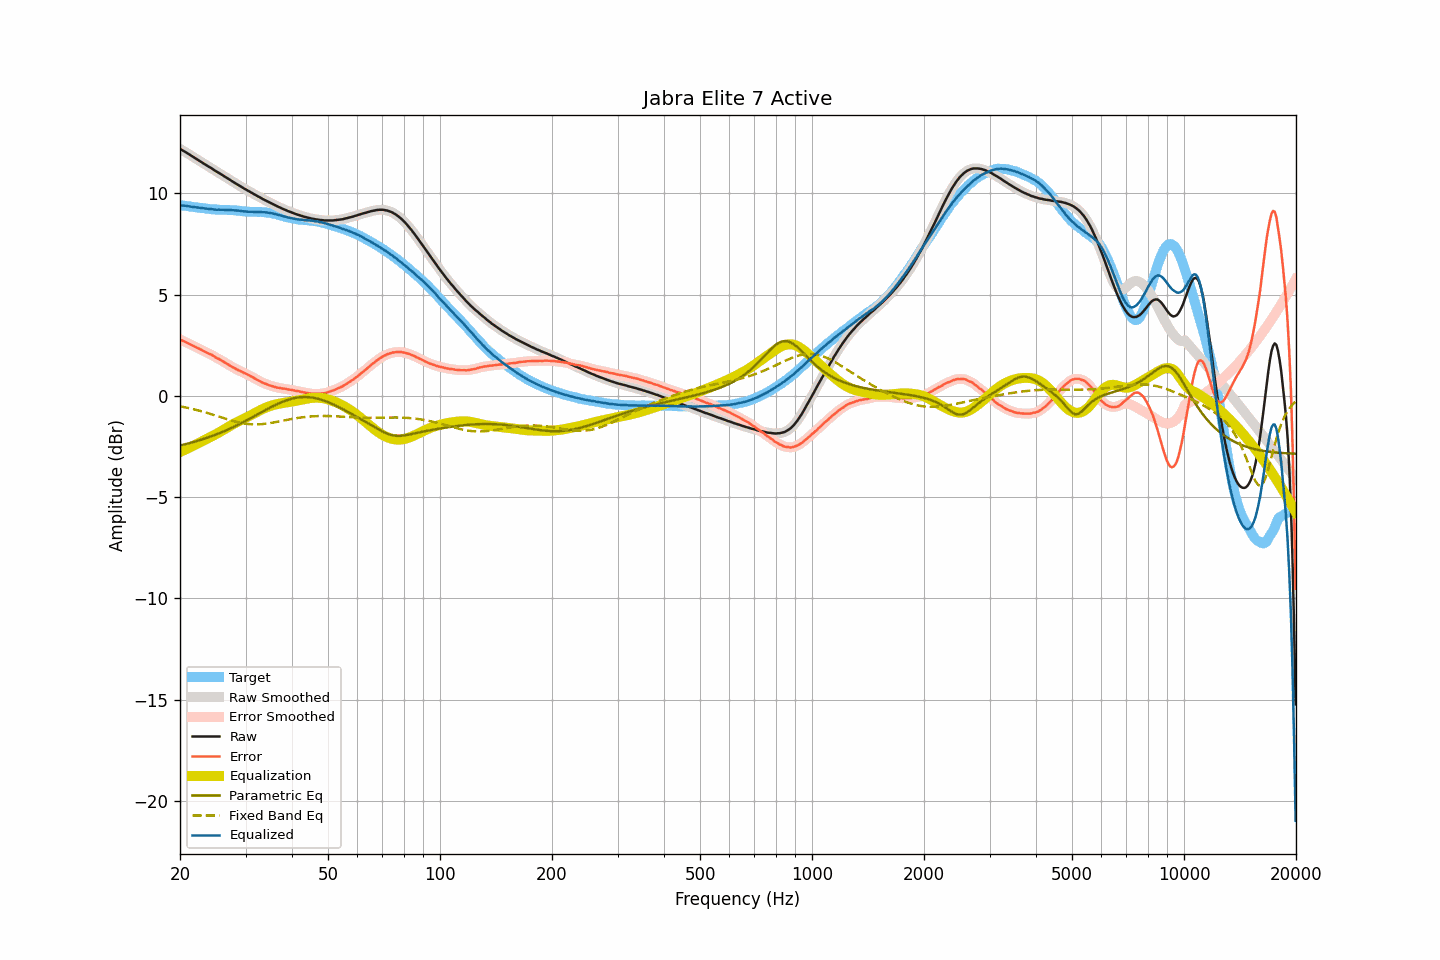 Jabra Elite 7 Active
Amplitude (dBr)
10
5
0
−5
−10
−15
−20
Target
Raw Smoothed
Error Smoothed
Raw
Error
Equalization
Parametric Eq
Fixed Band Eq
Equalized
20 50 100 200 500 1000 2000 5000 10000 20000
Frequency (Hz)